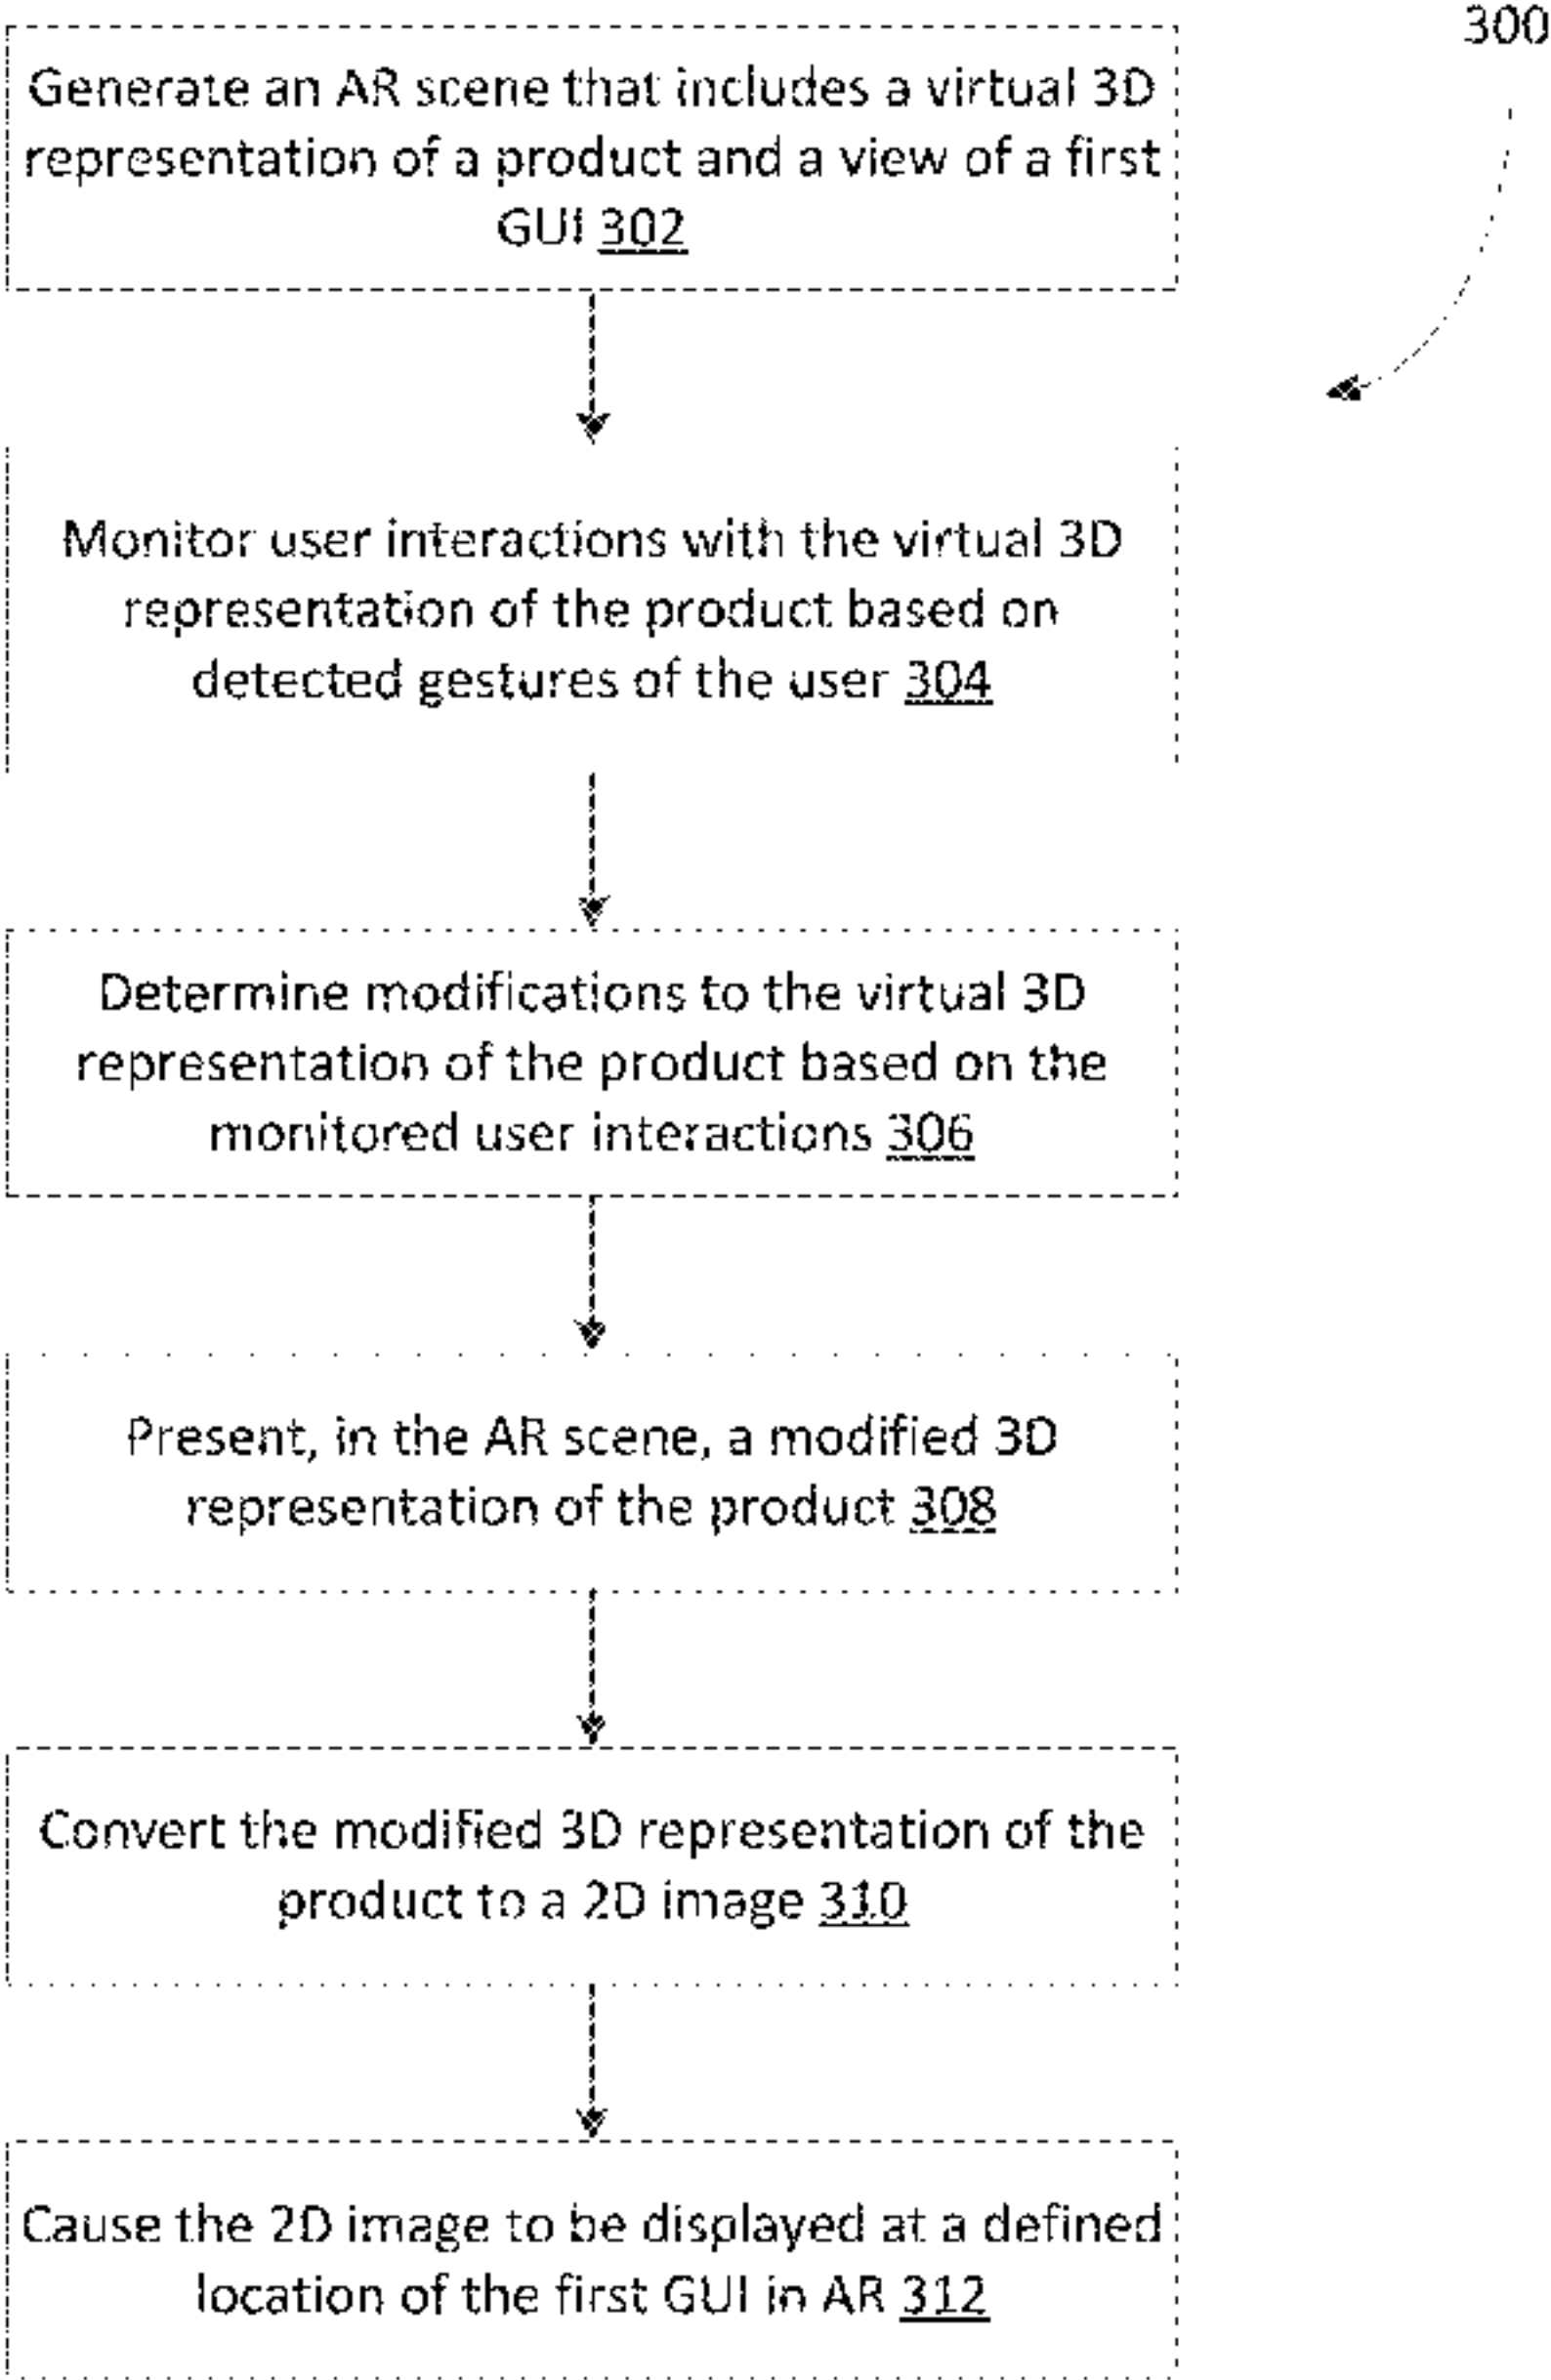 300
Generate an AR scene that includes a virtual 3D
representation of a product and a view of a first
GUI 302
Monitor user interactions with the virtual 3D
representation of the product based on
detected gestures of the user 304
Determine modifications to the virtual 3D
representation of the product based on the
monitored user interactions 306
Present, in the AR scene, a modified 3D
representation of the product 308
Convert the modified 3D representation of the
product to a 2D image 310
Cause the 2D image to be displayed at a defined
location of the first GUI in AR 312